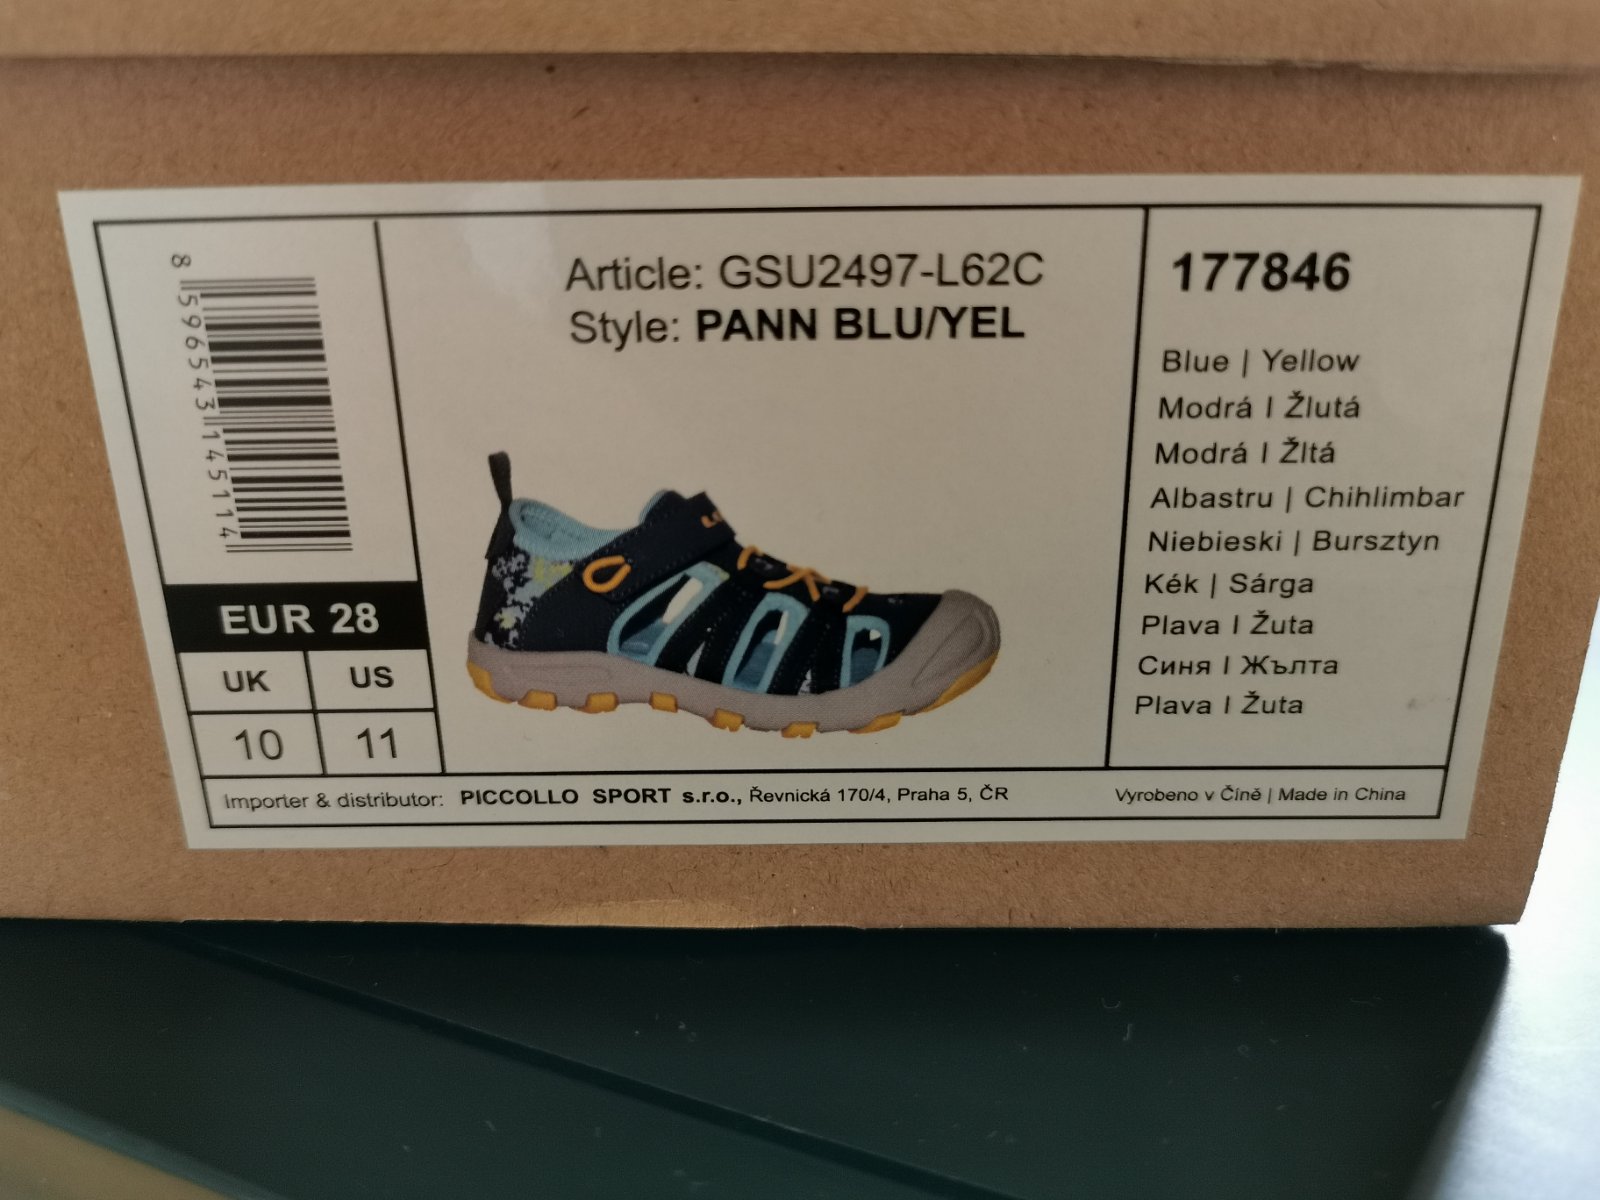 8 596543 145114
EUR 28
UK US
10 11
Article: GSU2497-L62C
Style: PANN BLU/YEL
177846
Blue | Yellow
Modrá I Žlutá
Modrá I Žltá
Albastru | Chihlimbar
Niebieski | Bursztyn
Kék | Sárga
Plava I Žuta
Синя I Жълта
Plava I Žuta
Importer & distributor: PICCOLLO SPORT s.r.o., Řevnická 170/4, Praha 5, ČR
Vyrobeno v Číně | Made in China